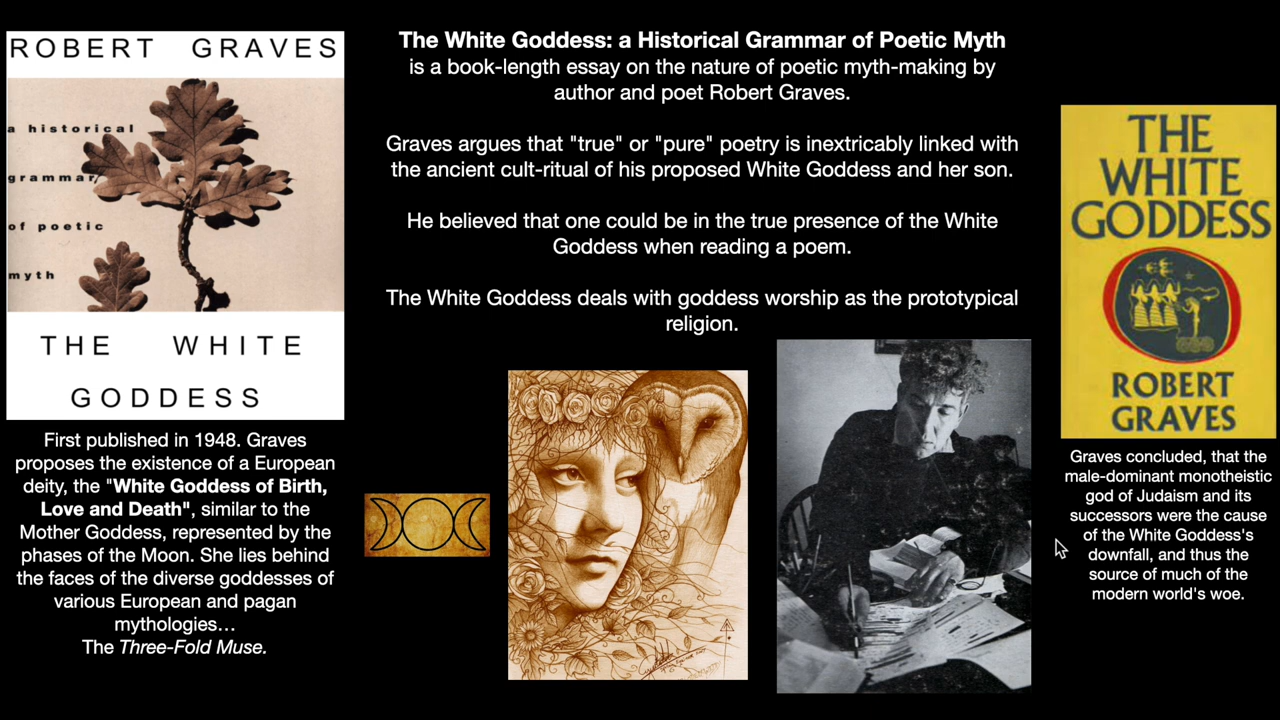 ROBERT GRAVES
a historical
grammar
of poetic
myth
THE WHITE
GODDESS
First published in 1948. Graves
proposes the existence of a European
deity, the "White Goddess of Birth,
Love and Death", similar to the
Mother Goddess, represented by the
phases of the Moon. She lies behind
the faces of the diverse goddesses of
various European and pagan
mythologies…
The Three-Fold Muse.
The White Goddess: a Historical Grammar of Poetic Myth
is a book-length essay on the nature of poetic myth-making by
author and poet Robert Graves.
Graves argues that "true" or "pure" poetry is inextricably linked with
the ancient cult-ritual of his proposed White Goddess and her son.
He believed that one could be in the true presence of the White
Goddess when reading a poem.
The White Goddess deals with goddess worship as the prototypical
religion.
THE
WHITE
GODDESS
ROBERT
GRAVES
Graves concluded, that the
male-dominant monotheistic
god of Judaism and its
successors were the cause
of the White Goddess's
downfall, and thus the
source of much of the
modern world's woe.